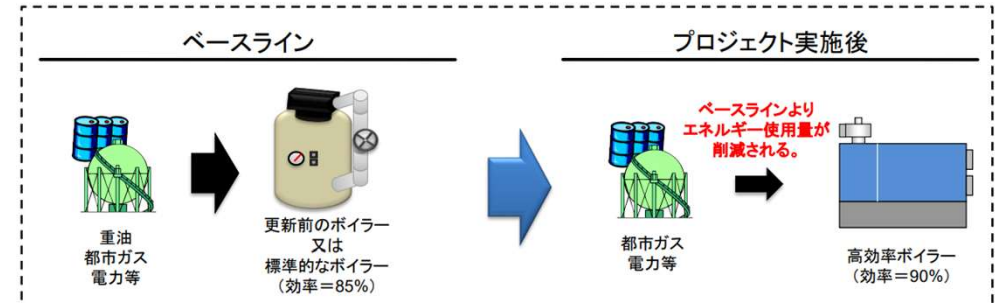 ベースライン
プロジェクト実施後
重油
都市ガス
電力等
更新前のボイラー
又は
標準的なボイラー
（効率＝85%）
ベースラインより
エネルギー使用量が
削減される。
都市ガス
電力等
高効率ボイラー
（効率＝90%）